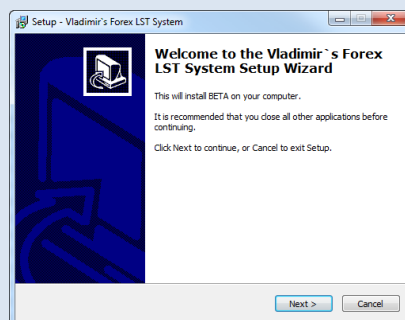 Setup - Vladimir`s Forex LST System
Welcome to the Vladimir`s Forex
LST System Setup Wizard
This will install BETA on your computer.
It is recommended that you close all other applications before
continuing.
Click Next to continue, or Cancel to exit Setup.
Next >
Cancel